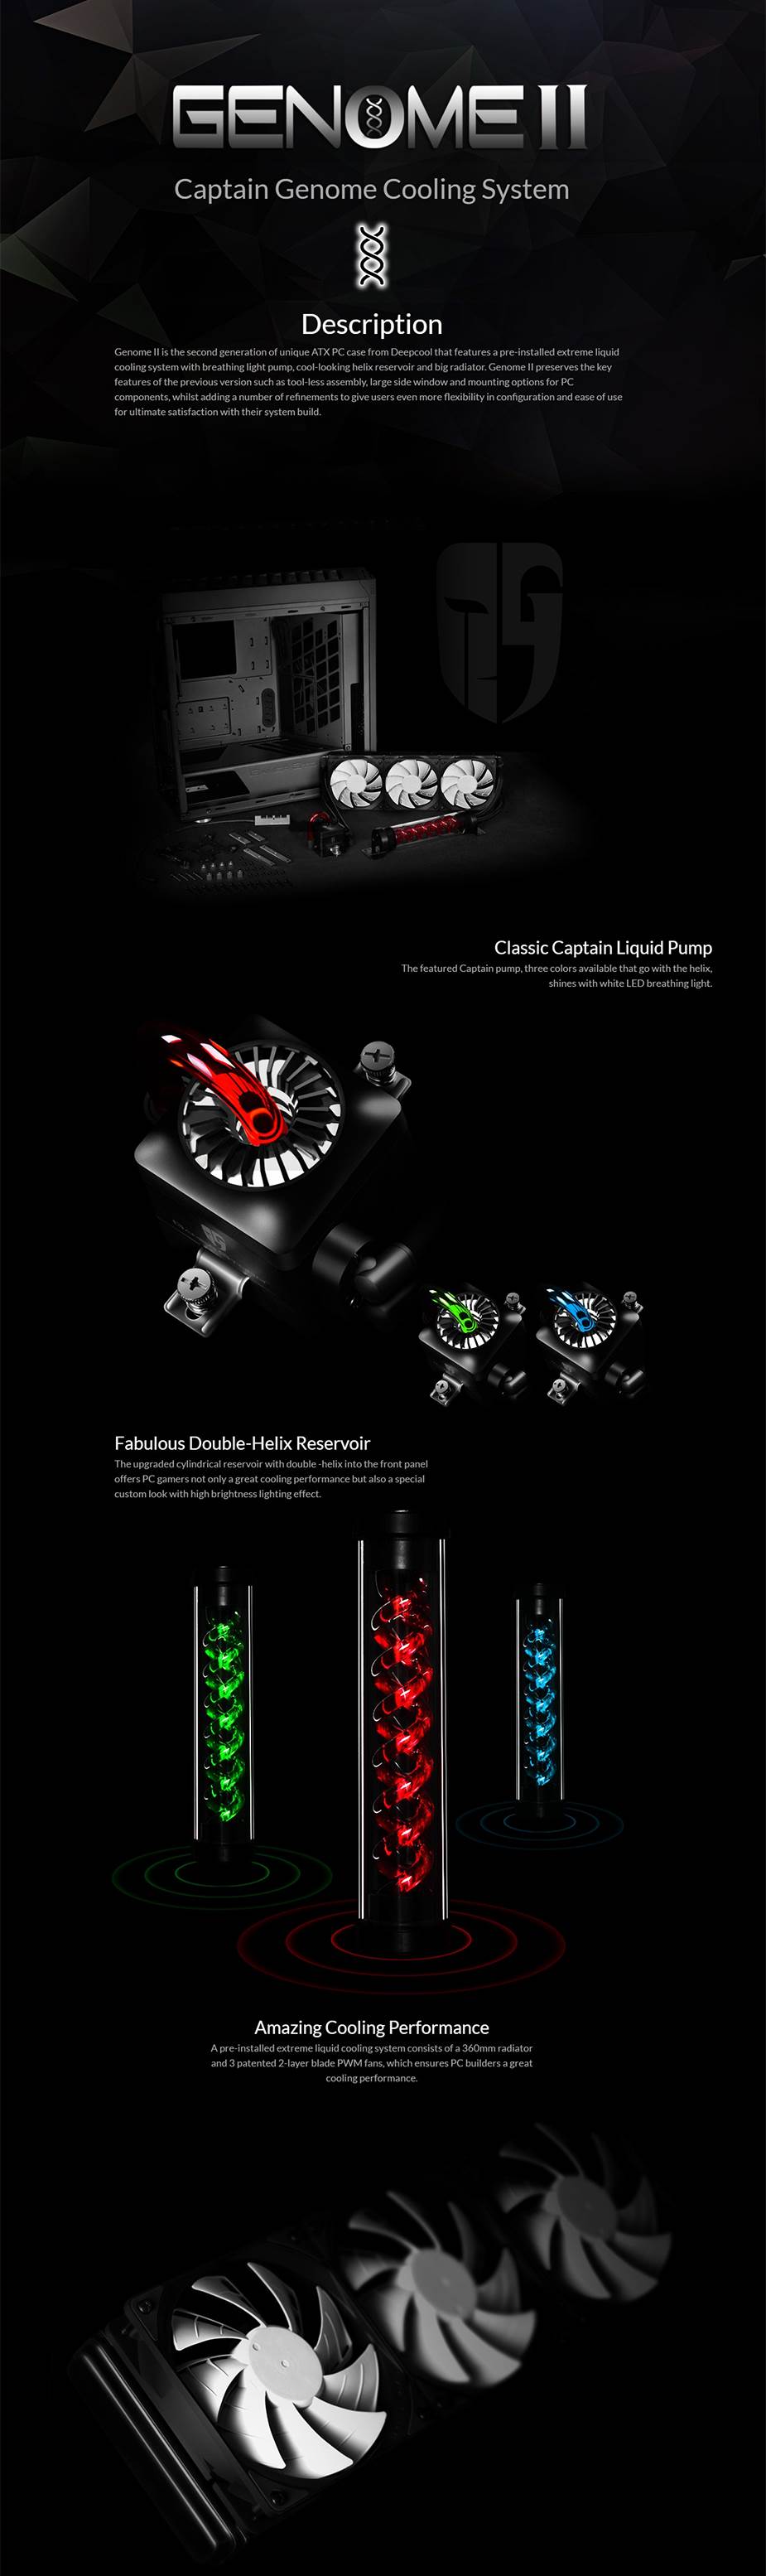 GENOME II
Captain Genome Cooling System
Description
Genome II is the second generation of unique ATX PC case from Deepcool that features a pre-installed extreme liquid
cooling system with breathing light pump, cool-looking helix reservoir and big radiator. Genome II preserves the key
features of the previous version such as tool-less assembly, large side window and mounting options for PC
components, whilst adding a number of refinements to give users even more flexibility in configuration and ease of use
for ultimate satisfaction with their system build.
Classic Captain Liquid Pump
The featured Captain pump, three colors available that go with the helix,
shines with white LED breathing light.
Fabulous Double-Helix Reservoir
The upgraded cylindrical reservoir with double -helix into the front panel
offers PC gamers not only a great cooling performance but also a special
custom look with high brightness lighting effect.
Amazing Cooling Performance
A pre-installed extreme liquid cooling system consists of a 360mm radiator
and 3 patented 2-layer blade PWM fans, which ensures PC builders a great
cooling performance.